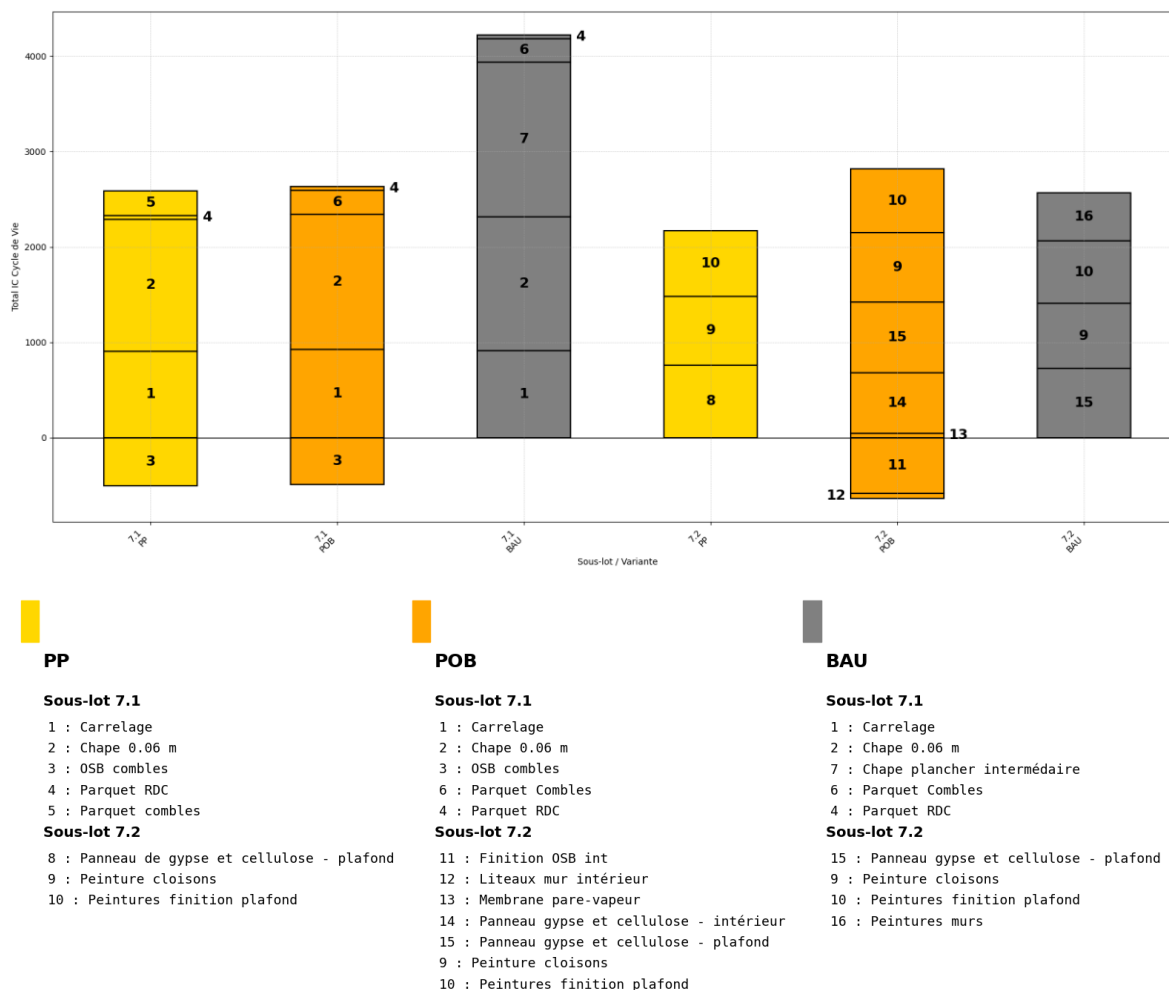 4000
3000
2000
1000
0
Total IC Cycle de Vie
5
4
2
1
3
4
6
2
1
3
4
6
7
2
1
10
9
8
10
9
15
14
13
11
12
16
10
9
15
7.1
PP
7.1
POB
7.1
BAU
7.2
PP
7.2
POB
7.2
BAU
Sous-lot / Variante
PP
Sous-lot 7.1
1 : Carrelage
2 : Chape 0.06 m
3 : OSB combles
4 : Parquet RDC
5 : Parquet combles
Sous-lot 7.2
8 : Panneau de gypse et cellulose - plafond
9 : Peinture cloisons
10 : Peintures finition plafond
POB
Sous-lot 7.1
1 : Carrelage
2 : Chape 0.06 m
3 : OSB combles
6 : Parquet Combles
4 : Parquet RDC
Sous-lot 7.2
11 : Finition OSB int
12 : Liteaux mur intérieur
13 : Membrane pare-vapeur
14 : Panneau gypse et cellulose - intérieur
15 : Panneau gypse et cellulose - plafond
9 : Peinture cloisons
10 : Peintures finition plafond
BAU
Sous-lot 7.1
1 : Carrelage
2 : Chape 0.06 m
7 : Chape plancher intermédaire
6 : Parquet Combles
4 : Parquet RDC
Sous-lot 7.2
15 : Panneau gypse et cellulose - plafond
9 : Peinture cloisons
10 : Peintures finition plafond
16 : Peintures murs